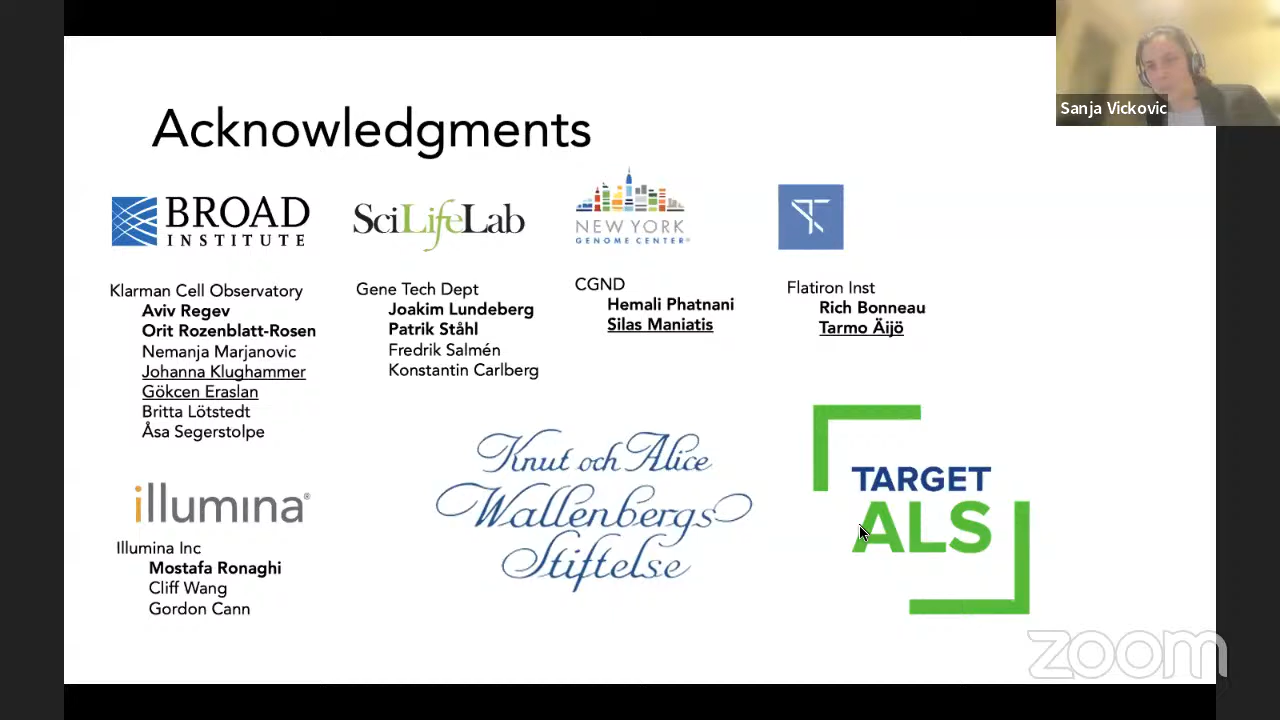 Sanja Vickovic
Acknowledgments
BROAD
INSTITUTE
Klarman Cell Observatory
Aviv Regev
Orit Rozenblatt-Rosen
Nemanja Marjanovic
Johanna Klughammer
Gökcen Eraslan
Britta Lötstedt
Åsa Segerstolpe
SciLifeLab
Gene Tech Dept
Joakim Lundeberg
Patrik Ståhl
Fredrik Salmén
Konstantin Carlberg
NEW YORK
GENOME CENTER®
CGND
Hemali Phatnani
Silas Maniatis
Flatiron Inst
Rich Bonneau
Tarmo Äijö
illumina®
Illumina Inc
Mostafa Ronaghi
Cliff Wang
Gordon Cann
Knut och Alice
Wallenbergs
Stiftelse
TARGET
ALS
zoom